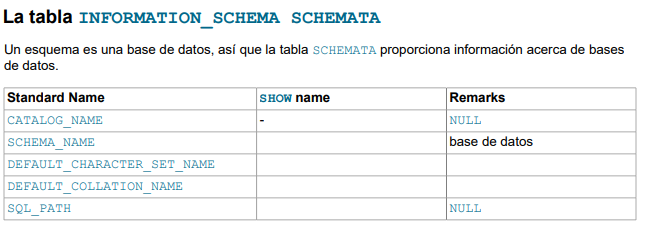 La tabla INFORMATION_SCHEMA SCHEMATA
Un esquema es una base de datos, así que la tabla SCHEMATA proporciona información acerca de bases
de datos.
Standard Name SHOW name Remarks
CATALOG_NAME - NULL
SCHEMA_NAME base de datos
DEFAULT_CHARACTER_SET_NAME
DEFAULT_COLLATION_NAME
SQL_PATH NULL